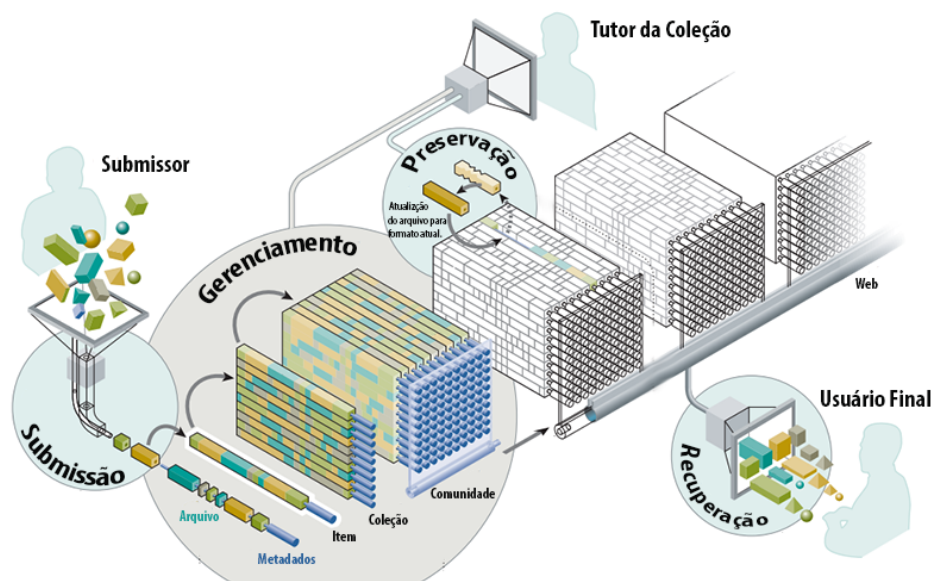 Tutor da Coleção
Submissor
Preservação
Atualizção
do arquivo para
formato atual.
Gerenciamento
Web
Usuário Final
Submissão
Recuperação
Comunidade
Coleção
Arquivo
Item
Metadados